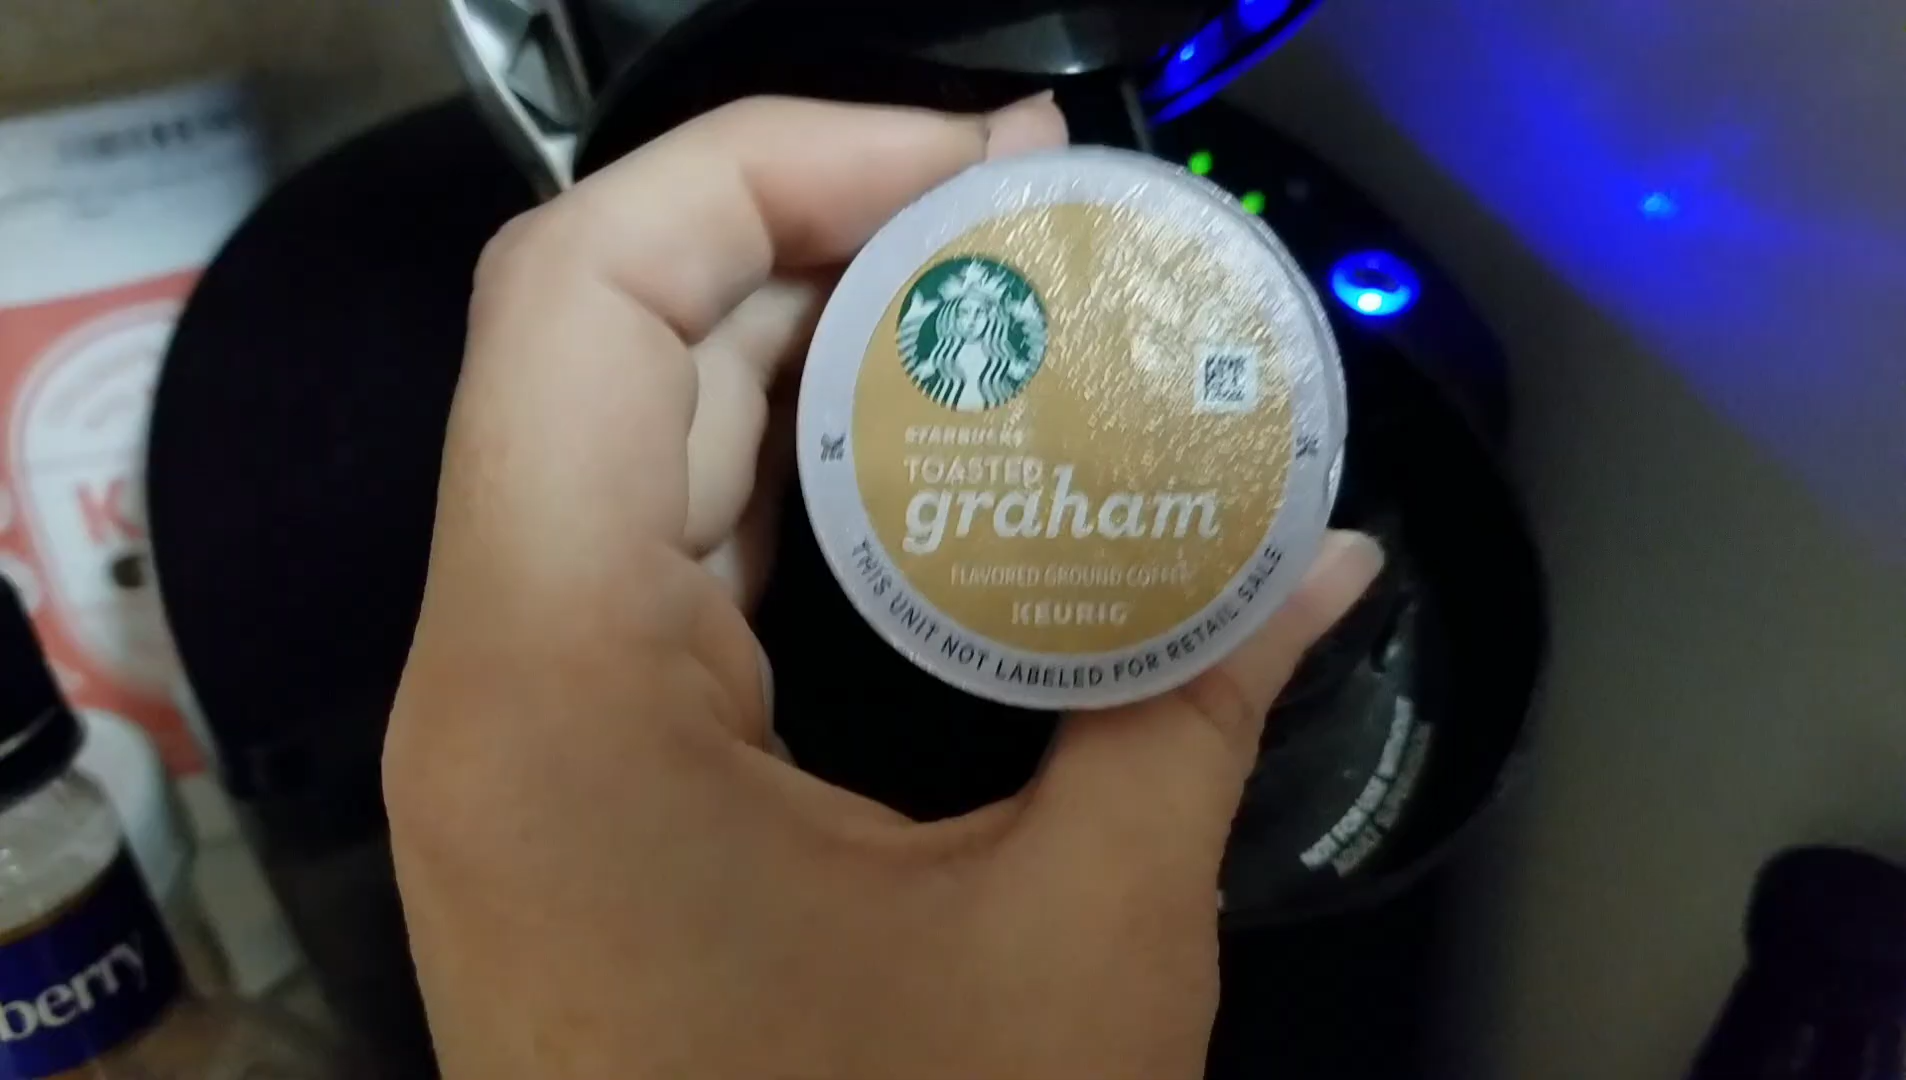 STARBUCKS
TOASTED
graham
FLAVORED GROUND COFFEE
KEURIG
THIS UNIT NOT LABELED FOR RETAIL SALE
berry
K